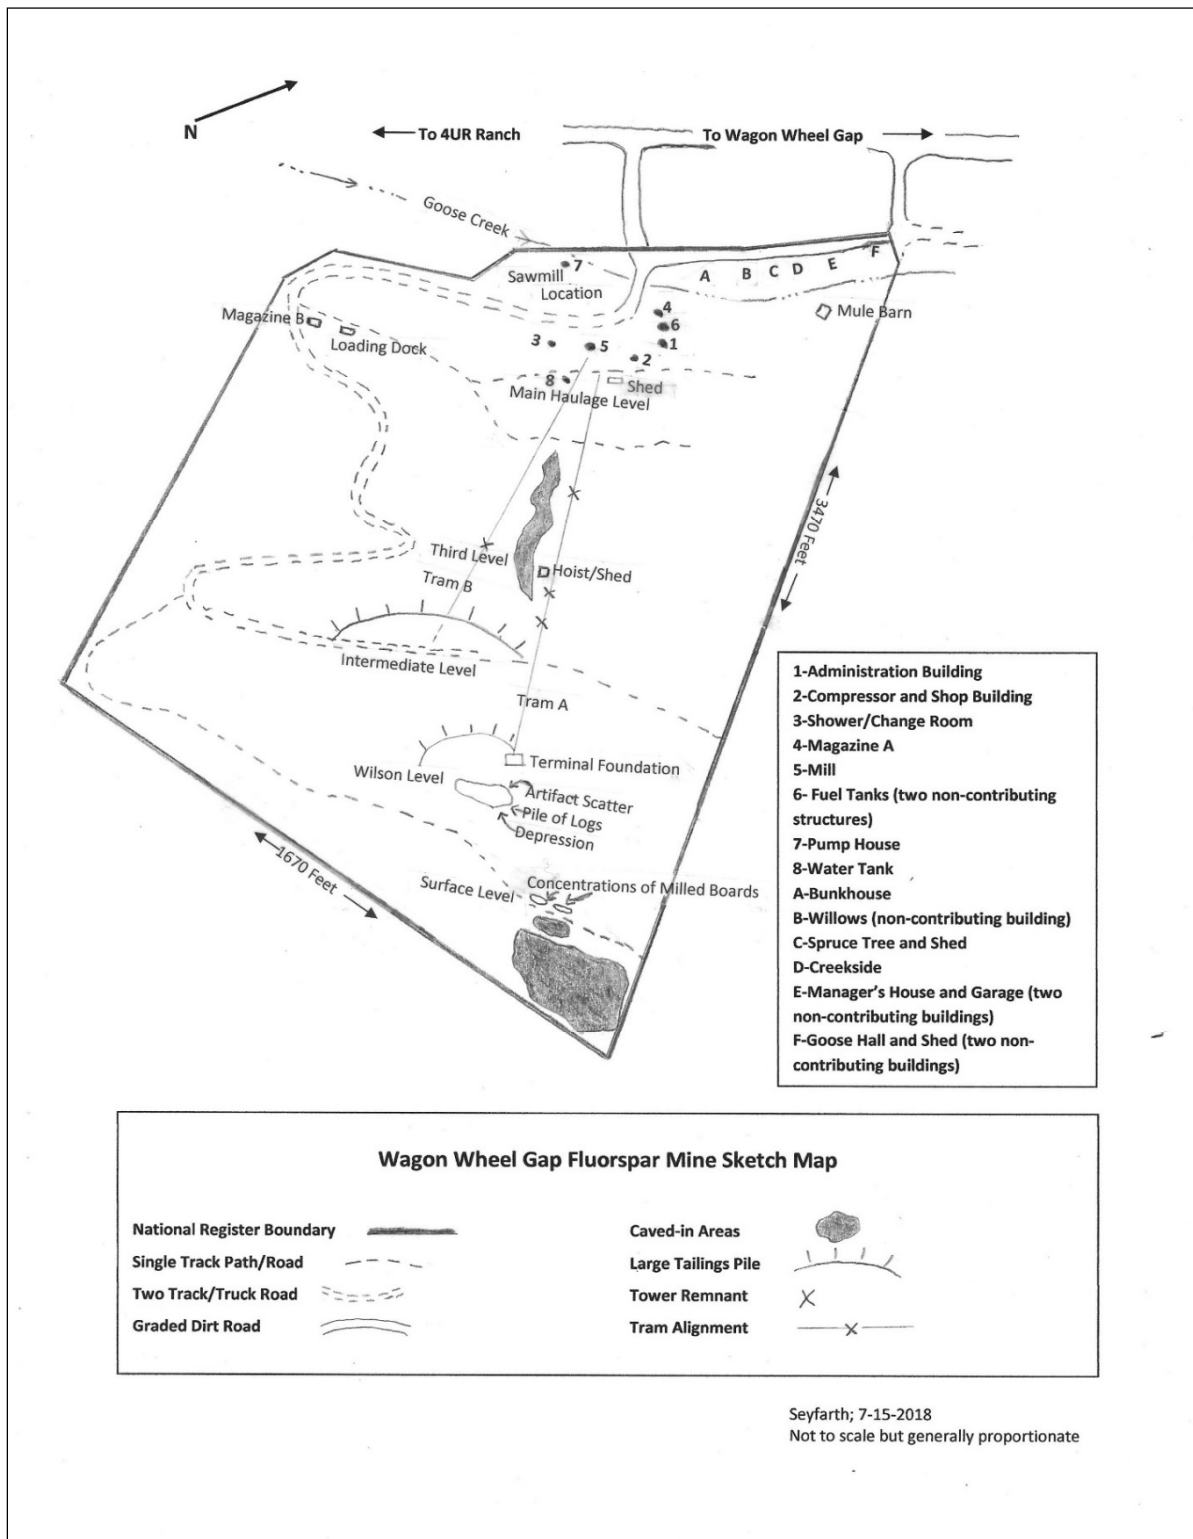 N
To 4UR Ranch
To Wagon Wheel Gap
Goose Creek
7
Sawmill
Location
A
B
C
D
E
F
Magazine B
Loading Dock
4
6
1
Mule Barn
3
5
2
8
Shed
Main Haulage Level
3470 Feet
Third Level
Hoist/Shed
Tram B
Intermediate Level
Tram A
Terminal Foundation
Wilson Level
Artifact Scatter
Pile of Logs
Depression
1670 Feet
Surface Level
Concentrations of Milled Boards
1-Administration Building
2-Compressor and Shop Building
3-Shower/Change Room
4-Magazine A
5-Mill
6- Fuel Tanks (two non-contributing
structures)
7-Pump House
8-Water Tank
A-Bunkhouse
B-Willows (non-contributing building)
C-Spruce Tree and Shed
D-Creekside
E-Manager's House and Garage (two
non-contributing buildings)
F-Goose Hall and Shed (two non-
contributing buildings)
Wagon Wheel Gap Fluorspar Mine Sketch Map
National Register Boundary
Single Track Path/Road
Two Track/Truck Road
Graded Dirt Road
Caved-in Areas
Large Tailings Pile
Tower Remnant
Tram Alignment
Seyfarth; 7-15-2018
Not to scale but generally proportionate